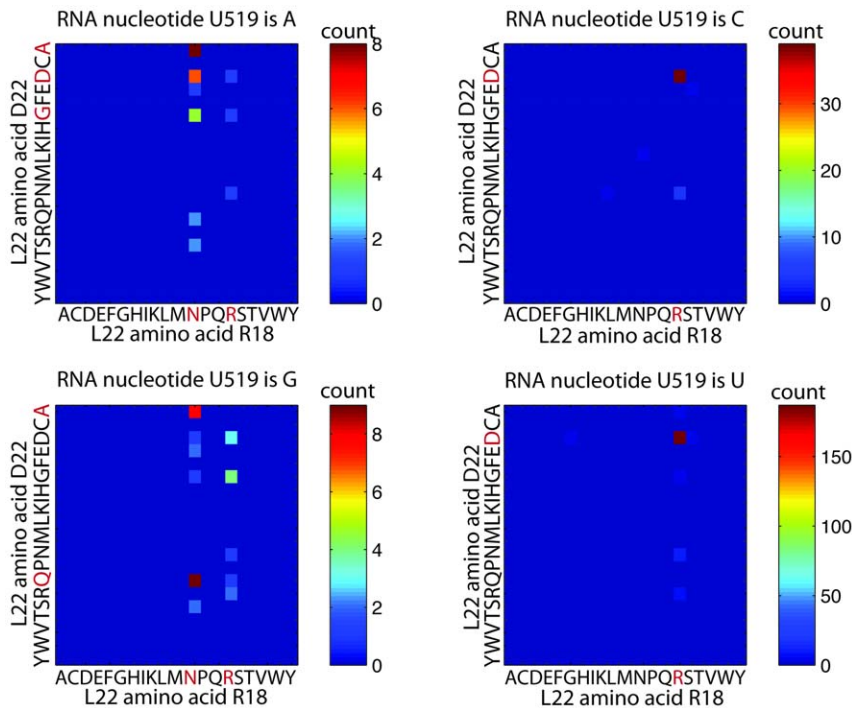 RNA nucleotide U519 is A
count
8
6
4
2
0
L22 amino acid D22
YWVTSRQPNMLKIHGFEDCA
ACDEFGHIKLMNPQRSTVWY
L22 amino acid R18
RNA nucleotide U519 is C
count
30
20
10
0
L22 amino acid D22
YWVTSRQPNMLKIHGFEDCA
ACDEFGHIKLMNPQRSTVWY
L22 amino acid R18
RNA nucleotide U519 is G
count
8
6
4
2
0
L22 amino acid D22
YWVTSRQPNMLKIHGFEDCA
ACDEFGHIKLMNPQRSTVWY
L22 amino acid R18
RNA nucleotide U519 is U
count
150
100
50
0
L22 amino acid D22
YWVTSRQPNMLKIHGFEDCA
ACDEFGHIKLMNPQRSTVWY
L22 amino acid R18